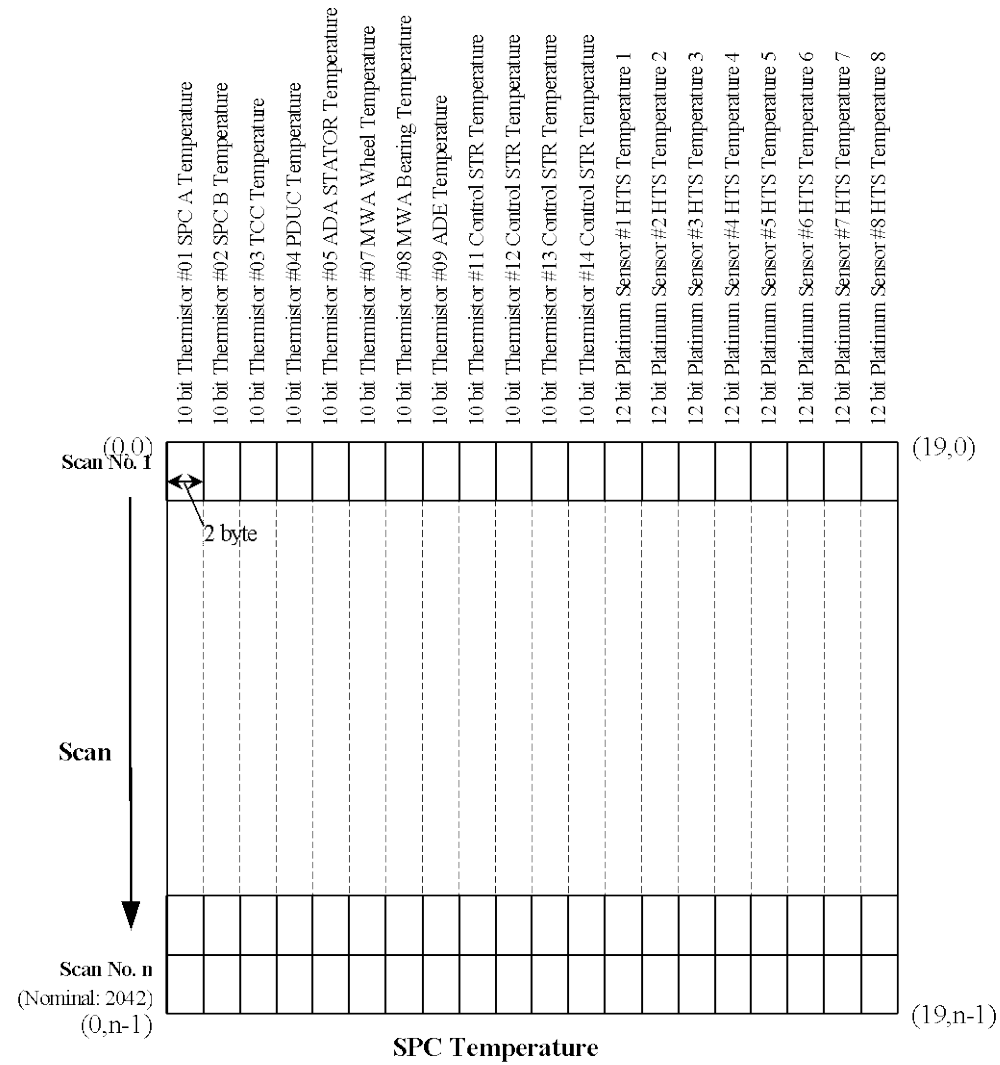 10 bit Thermistor #01 SPC A Temperature
10 bit Thermistor #02 SPC B Temperature
10 bit Thermistor #03 TCC Temperature
10 bit Thermistor #04 PDUC Temperature
10 bit Thermistor #05 ADA STATOR Temperature
10 bit Thermistor #07 MWA Wheel Temperature
10 bit Thermistor #08 MWA Bearing Temperature
10 bit Thermistor #09 ADE Temperature
10 bit Thermistor #11 Control STR Temperature
10 bit Thermistor #12 Control STR Temperature
10 bit Thermistor #13 Control STR Temperature
10 bit Thermistor #14 Control STR Temperature
12 bit Platinum Sensor #1 HTS Temperature 1
12 bit Platinum Sensor #2 HTS Temperature 2
12 bit Platinum Sensor #3 HTS Temperature 3
12 bit Platinum Sensor #4 HTS Temperature 4
12 bit Platinum Sensor #5 HTS Temperature 5
12 bit Platinum Sensor #6 HTS Temperature 6
12 bit Platinum Sensor #7 HTS Temperature 7
12 bit Platinum Sensor #8 HTS Temperature 8
(0,0)
(19,0)
Scan No. 1
2 byte
Scan
Scan No. n
(Nominal: 2042)
(0,n-1)
(19,n-1)
SPC Temperature